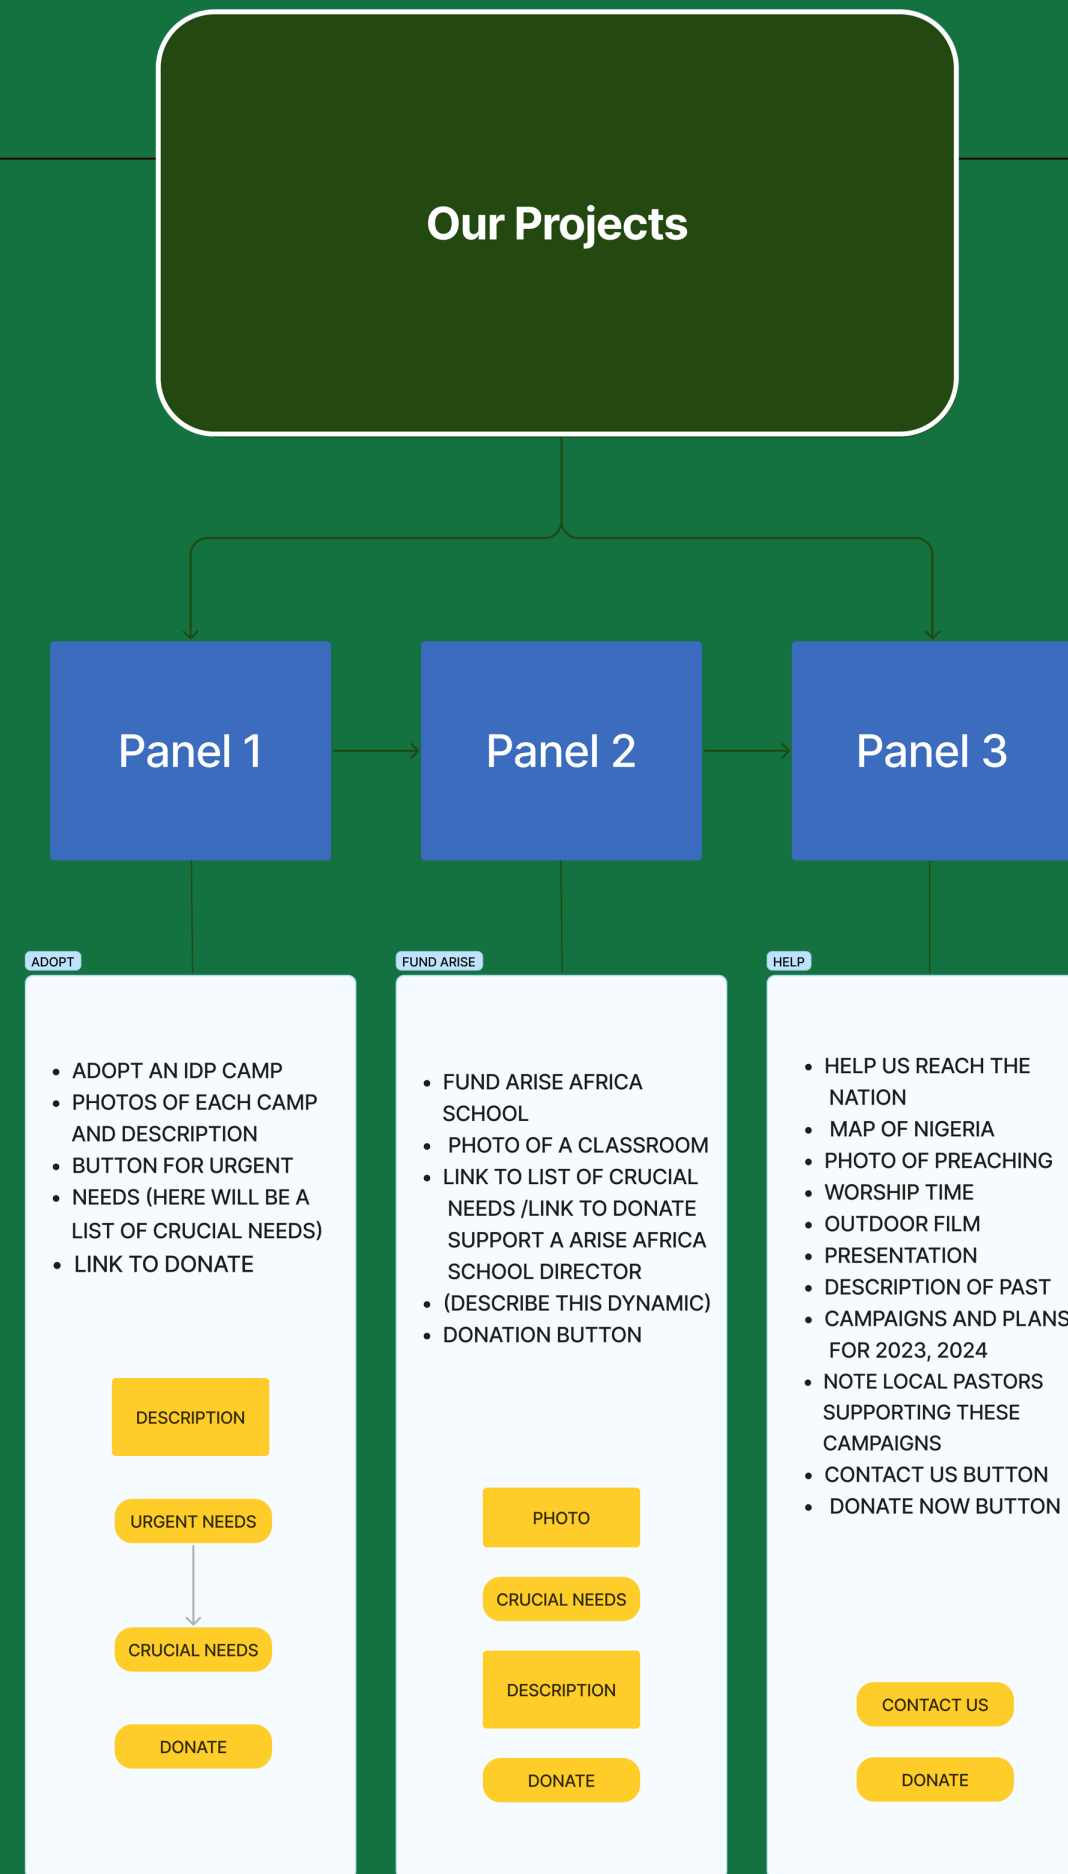 Our Projects
Panel 1
Panel 2
Panel 3
ADOPT
• ADOPT AN IDP CAMP
• PHOTOS OF EACH CAMP
AND DESCRIPTION
• BUTTON FOR URGENT
• NEEDS (HERE WILL BE A
LIST OF CRUCIAL NEEDS)
• LINK TO DONATE
DESCRIPTION
URGENT NEEDS
CRUCIAL NEEDS
DONATE
FUND ARISE
• FUND ARISE AFRICA
SCHOOL
• PHOTO OF A CLASSROOM
• LINK TO LIST OF CRUCIAL
NEEDS /LINK TO DONATE
SUPPORT A ARISE AFRICA
SCHOOL DIRECTOR
• (DESCRIBE THIS DYNAMIC)
• DONATION BUTTON
PHOTO
CRUCIAL NEEDS
DESCRIPTION
DONATE
HELP
• HELP US REACH THE
NATION
• MAP OF NIGERIA
• PHOTO OF PREACHING
• WORSHIP TIME
• OUTDOOR FILM
• PRESENTATION
• DESCRIPTION OF PAST
• CAMPAIGNS AND PLANS
FOR 2023, 2024
• NOTE LOCAL PASTORS
SUPPORTING THESE
CAMPAIGNS
• CONTACT US BUTTON
• DONATE NOW BUTTON
CONTACT US
DONATE